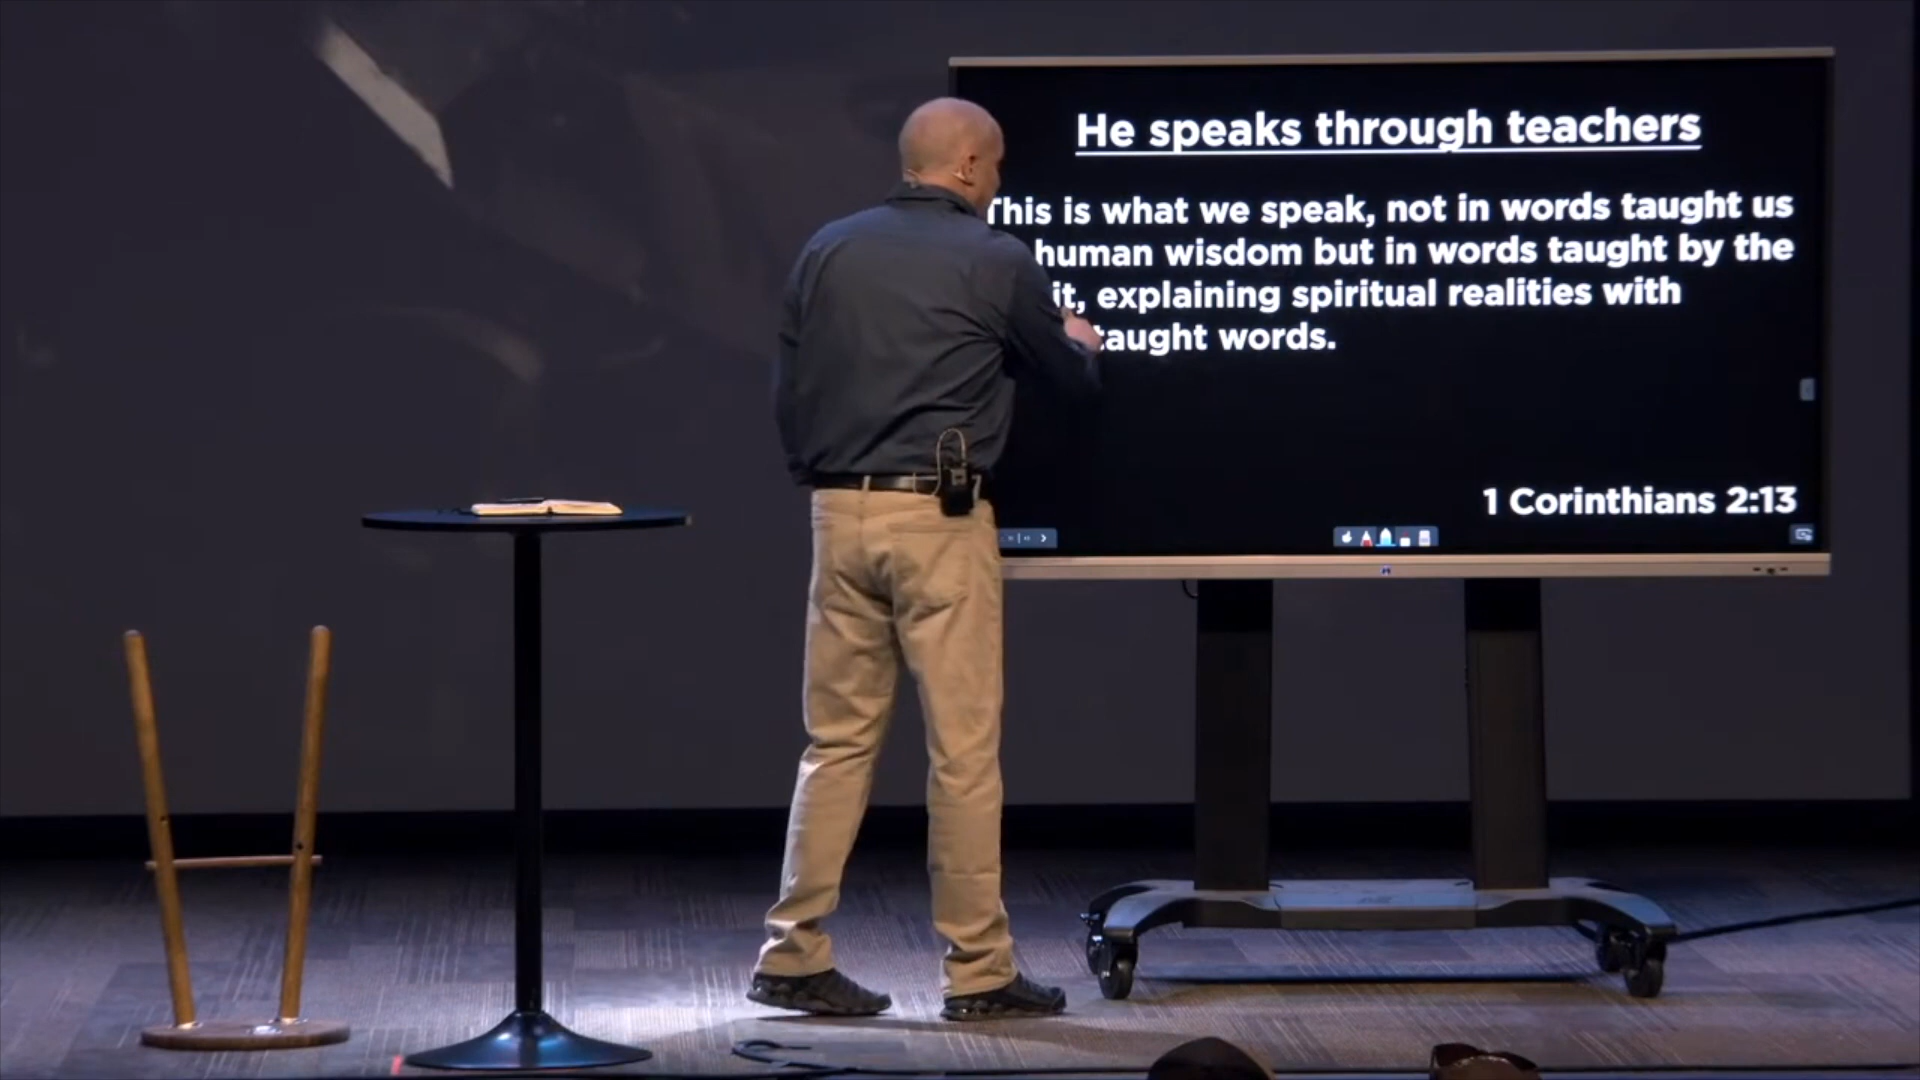 He speaks through teachers
This is what we speak, not in words taught us
human wisdom but in words taught by the
it, explaining spiritual realities with
taught words.
1 Corinthians 2:13